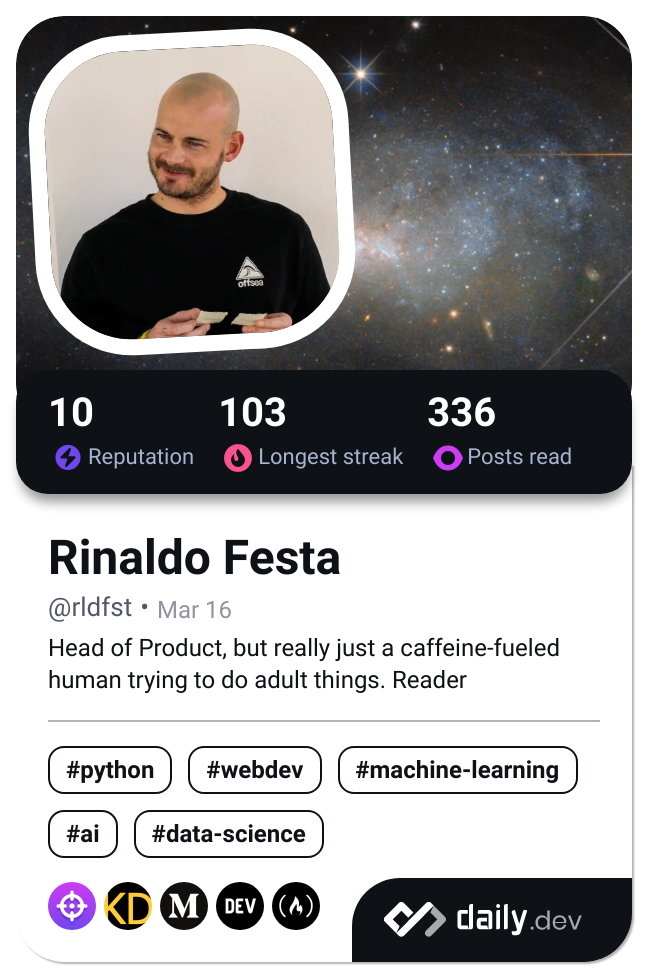 offsea
10 103 336
Reputation Longest streak Posts read
Rinaldo Festa
@rldfst • Mar 16
Head of Product, but really just a caffeine-fueled
human trying to do adult things. Reader
#python #webdev #machine-learning
#ai #data-science
KD M DEV
daily.dev